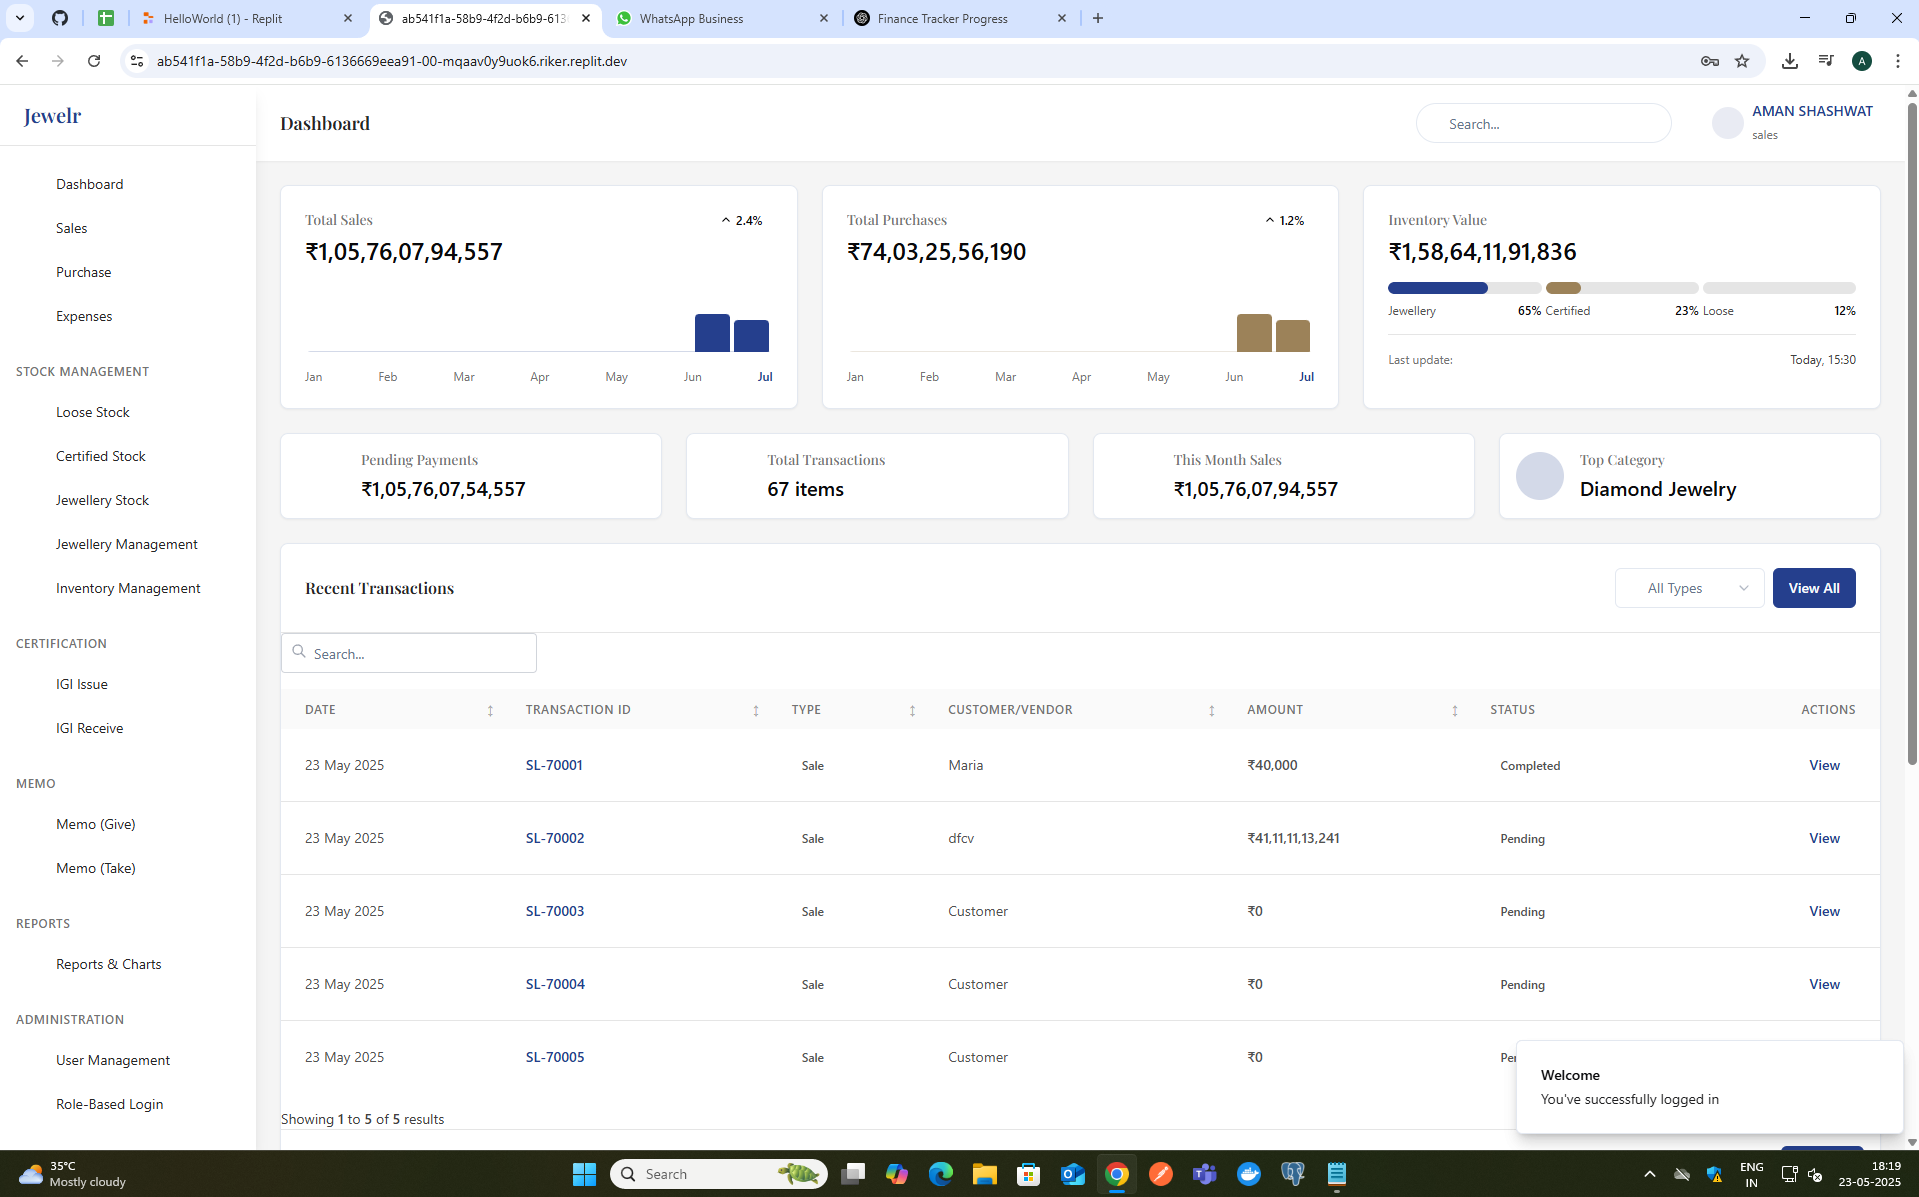 HelloWorld (1) - Replit
ab541f1a-58b9-4f2d-b6b9-613
WhatsApp Business
Finance Tracker Progress
ab541f1a-58b9-4f2d-b6b9-6136669eea91-00-mqaav0y9uok6.riker.replit.dev
A
Jewelr
Dashboard
Sales
Purchase
Expenses
STOCK MANAGEMENT
Loose Stock
Certified Stock
Jewellery Stock
Jewellery Management
Inventory Management
CERTIFICATION
IGI Issue
IGI Receive
MEMO
Memo (Give)
Memo (Take)
REPORTS
Reports & Charts
ADMINISTRATION
User Management
Role-Based Login
Dashboard
Search...
AMAN SHASHWAT
sales
Total Sales 2.4%
₹1,05,76,07,94,557
Jan Feb Mar Apr May Jun Jul
Total Purchases 1.2%
₹74,03,25,56,190
Jan Feb Mar Apr May Jun Jul
Inventory Value
₹1,58,64,11,91,836
Jewellery 65% Certified 23% Loose 12%
Last update: Today, 15:30
Pending Payments
₹1,05,76,07,54,557
Total Transactions
67 items
This Month Sales
₹1,05,76,07,94,557
Top Category
Diamond Jewelry
Recent Transactions All Types View All
Search...
DATE TRANSACTION ID TYPE CUSTOMER/VENDOR AMOUNT STATUS ACTIONS
23 May 2025 SL-70001 Sale Maria ₹40,000 Completed View
23 May 2025 SL-70002 Sale dfcv ₹41,11,11,13,241 Pending View
23 May 2025 SL-70003 Sale Customer ₹0 Pending View
23 May 2025 SL-70004 Sale Customer ₹0 Pending View
23 May 2025 SL-70005 Sale Customer ₹0
Showing 1 to 5 of 5 results
Welcome
You've successfully logged in
35°C
Mostly cloudy
Search
ENG
IN
18:19
23-05-2025